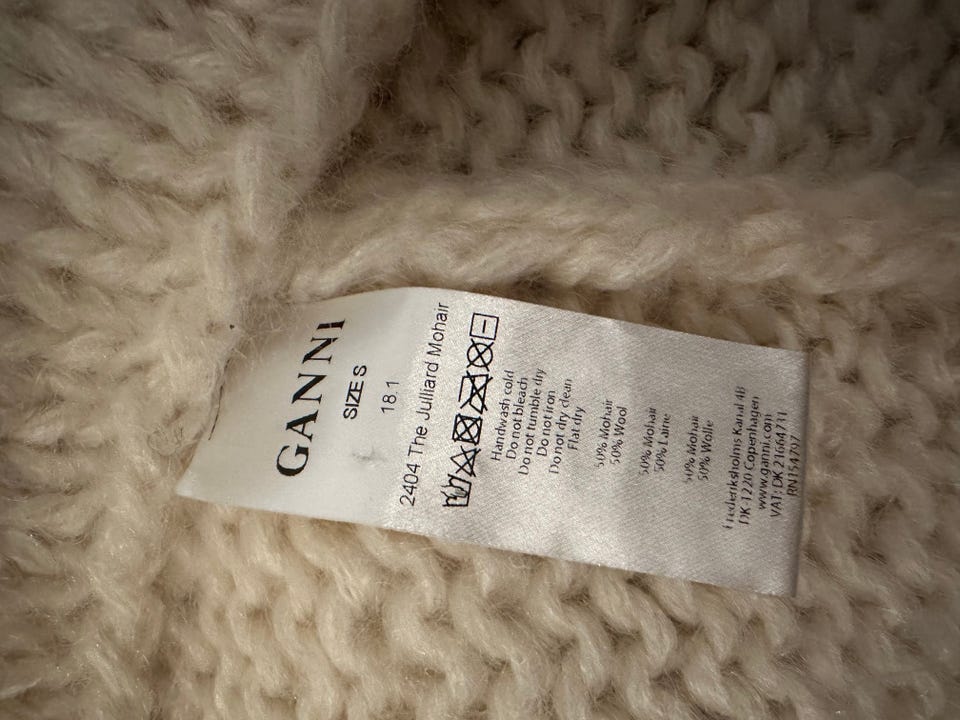 GANNI
SIZE S
18.1
2404 The Julliard Mohair
Handwash cold
Do not bleach
Do not tumble dry
Do not iron
Do not dry clean
Flat dry
50% Mohair
50% Wool
50% Mohair
50% Laine
50% Mohair
50% Wolle
Frederiksholms Kanal 4B
DK 1220 Copenhagen
www.ganni.com
VAT: DK 21664711
RN154797